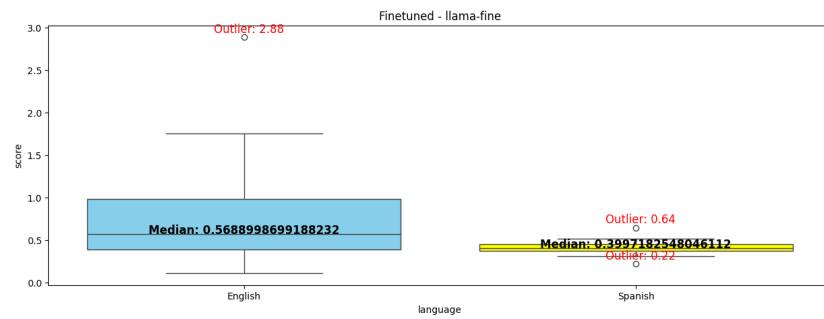 Finetuned - llama-fine
Outlier: 2.88
3.0
2.5
2.0
1.5
1.0
0.5
0.0
score
Median: 0.5688998699188232
Outlier: 0.64
Median: 0.3997182548046112
Outlier: 0.22
English
Spanish
language